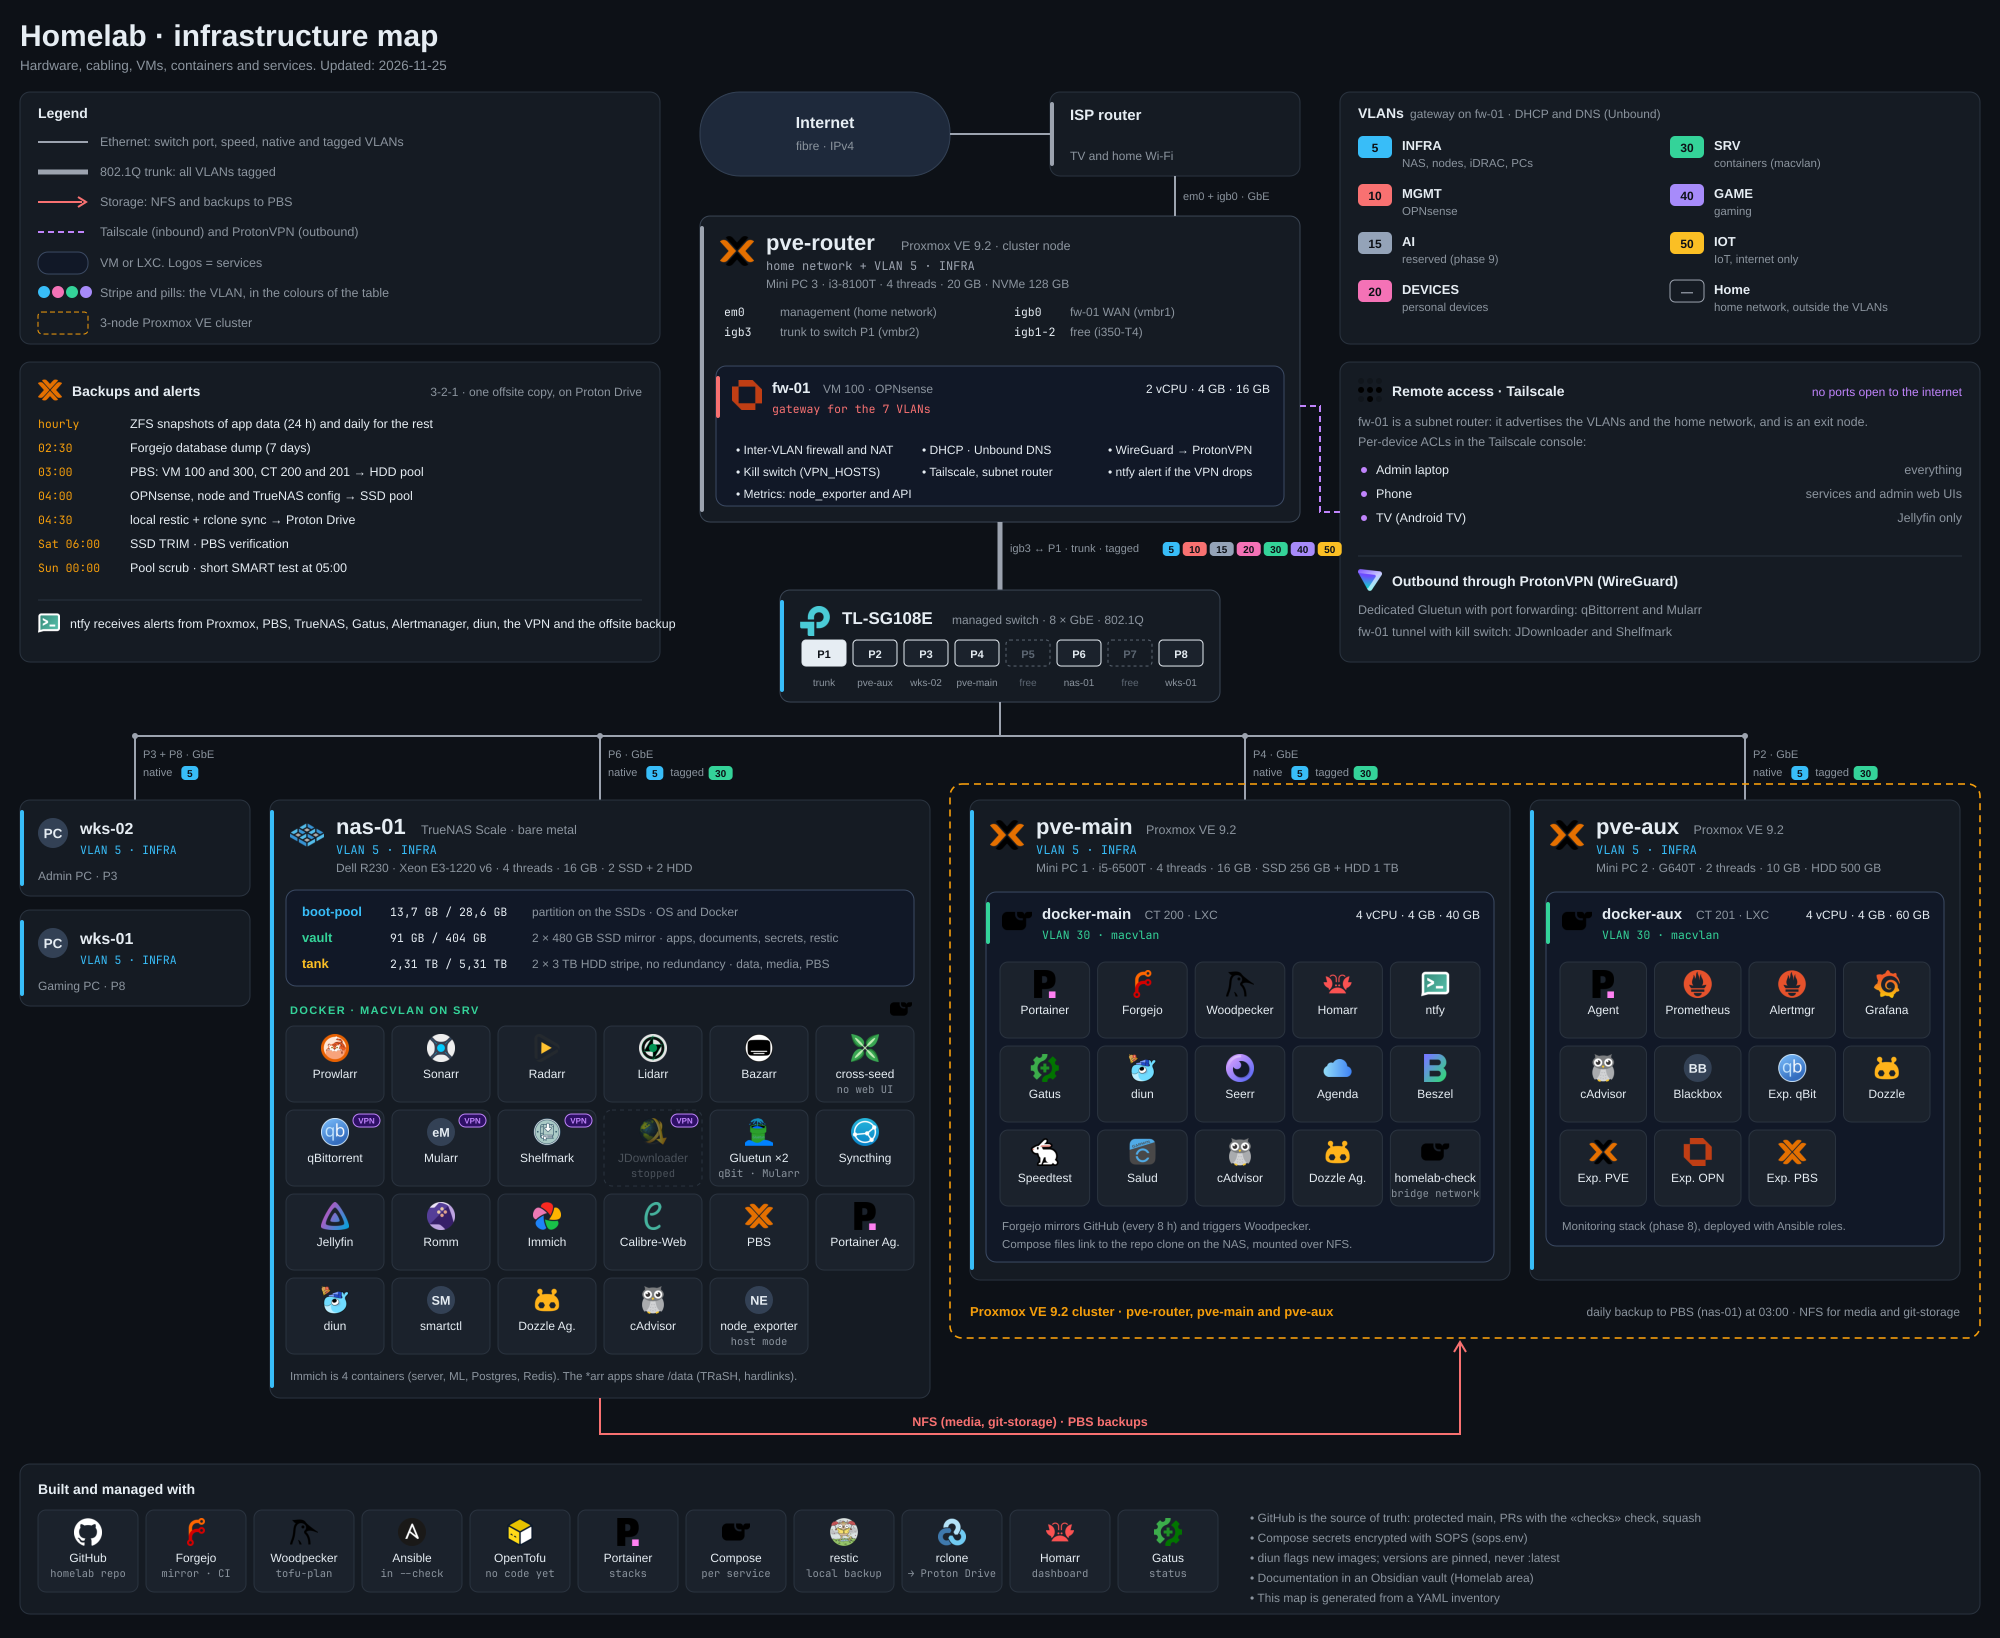 Homelab · infrastructure map
Hardware, cabling, VMs, containers and services. Updated: 2026-11-25
Legend
Ethernet: switch port, speed, native and tagged VLANs
802.1Q trunk: all VLANs tagged
Storage: NFS and backups to PBS
Tailscale (inbound) and ProtonVPN (outbound)
VM or LXC. Logos = services
Stripe and pills: the VLAN, in the colours of the table
3-node Proxmox VE cluster
Internet
fibre · IPv4
ISP router
TV and home Wi-Fi
em0 + igb0 · GbE
VLANs gateway on fw-01 · DHCP and DNS (Unbound)
5 INFRA
NAS, nodes, iDRAC, PCs
30 SRV
containers (macvlan)
10 MGMT
OPNsense
40 GAME
gaming
15 AI
reserved (phase 9)
50 IOT
IoT, internet only
20 DEVICES
personal devices
— Home
home network, outside the VLANs
pve-router Proxmox VE 9.2 · cluster node
home network + VLAN 5 · INFRA
Mini PC 3 · i3-8100T · 4 threads · 20 GB · NVMe 128 GB
em0 management (home network) igb0 fw-01 WAN (vmbr1)
igb3 trunk to switch P1 (vmbr2) igb1-2 free (i350-T4)
fw-01 VM 100 · OPNsense 2 vCPU · 4 GB · 16 GB
gateway for the 7 VLANs
• Inter-VLAN firewall and NAT • DHCP · Unbound DNS • WireGuard → ProtonVPN
• Kill switch (VPN_HOSTS) • Tailscale, subnet router • ntfy alert if the VPN drops
• Metrics: node_exporter and API
Backups and alerts 3-2-1 · one offsite copy, on Proton Drive
hourly ZFS snapshots of app data (24 h) and daily for the rest
02:30 Forgejo database dump (7 days)
03:00 PBS: VM 100 and 300, CT 200 and 201 → HDD pool
04:00 OPNsense, node and TrueNAS config → SSD pool
04:30 local restic + rclone sync → Proton Drive
Sat 06:00 SSD TRIM · PBS verification
Sun 00:00 Pool scrub · short SMART test at 05:00
ntfy receives alerts from Proxmox, PBS, TrueNAS, Gatus, Alertmanager, diun, the VPN and the offsite backup
Remote access · Tailscale no ports open to the internet
fw-01 is a subnet router: it advertises the VLANs and the home network, and is an exit node.
Per-device ACLs in the Tailscale console:
Admin laptop everything
Phone services and admin web UIs
TV (Android TV) Jellyfin only
Outbound through ProtonVPN (WireGuard)
Dedicated Gluetun with port forwarding: qBittorrent and Mularr
fw-01 tunnel with kill switch: JDownloader and Shelfmark
igb3 ↔ P1 · trunk · tagged 5 10 15 20 30 40 50
TL-SG108E managed switch · 8 × GbE · 802.1Q
P1 P2 P3 P4 P5 P6 P7 P8
trunk pve-aux wks-02 pve-main free nas-01 free wks-01
P3 + P8 · GbE
native 5
P6 · GbE
native 5 tagged 30
P4 · GbE
native 5 tagged 30
P2 · GbE
native 5 tagged 30
PC wks-02
VLAN 5 · INFRA
Admin PC · P3
PC wks-01
VLAN 5 · INFRA
Gaming PC · P8
nas-01 TrueNAS Scale · bare metal
VLAN 5 · INFRA
Dell R230 · Xeon E3-1220 v6 · 4 threads · 16 GB · 2 SSD + 2 HDD
boot-pool 13,7 GB / 28,6 GB partition on the SSDs · OS and Docker
vault 91 GB / 404 GB 2 × 480 GB SSD mirror · apps, documents, secrets, restic
tank 2,31 TB / 5,31 TB 2 × 3 TB HDD stripe, no redundancy · data, media, PBS
DOCKER · MACVLAN ON SRV
Prowlarr Sonarr Radarr Lidarr Bazarr cross-seed
no web UI
qb VPN eM VPN VPN VPN
qBittorrent Mularr Shelfmark JDownloader Gluetun ×2 Syncthing
stopped qBit · Mularr
Jellyfin Romm Immich Calibre-Web PBS Portainer Ag.
SM NE
diun smartctl Dozzle Ag. cAdvisor node_exporter
host mode
Immich is 4 containers (server, ML, Postgres, Redis). The *arr apps share /data (TRaSH, hardlinks).
pve-main Proxmox VE 9.2
VLAN 5 · INFRA
Mini PC 1 · i5-6500T · 4 threads · 16 GB · SSD 256 GB + HDD 1 TB
docker-main CT 200 · LXC 4 vCPU · 4 GB · 40 GB
VLAN 30 · macvlan
Portainer Forgejo Woodpecker Homarr ntfy
Gatus diun Seerr Agenda Beszel
Speedtest Salud cAdvisor Dozzle Ag. homelab-check
bridge network
Forgejo mirrors GitHub (every 8 h) and triggers Woodpecker.
Compose files link to the repo clone on the NAS, mounted over NFS.
pve-aux Proxmox VE 9.2
VLAN 5 · INFRA
Mini PC 2 · G640T · 2 threads · 10 GB · HDD 500 GB
docker-aux CT 201 · LXC 4 vCPU · 4 GB · 60 GB
VLAN 30 · macvlan
Agent Prometheus Alertmgr Grafana
BB qb
cAdvisor Blackbox Exp. qBit Dozzle
Exp. PVE Exp. OPN Exp. PBS
Monitoring stack (phase 8), deployed with Ansible roles.
Proxmox VE 9.2 cluster · pve-router, pve-main and pve-aux daily backup to PBS (nas-01) at 03:00 · NFS for media and git-storage
NFS (media, git-storage) · PBS backups
Built and managed with
GitHub Forgejo Woodpecker Ansible OpenTofu Portainer Compose restic rclone Homarr Gatus
homelab repo mirror · CI tofu-plan in --check no code yet stacks per service local backup → Proton Drive dashboard status
• GitHub is the source of truth: protected main, PRs with the «checks» check, squash
• Compose secrets encrypted with SOPS (sops.env)
• diun flags new images; versions are pinned, never :latest
• Documentation in an Obsidian vault (Homelab area)
• This map is generated from a YAML inventory